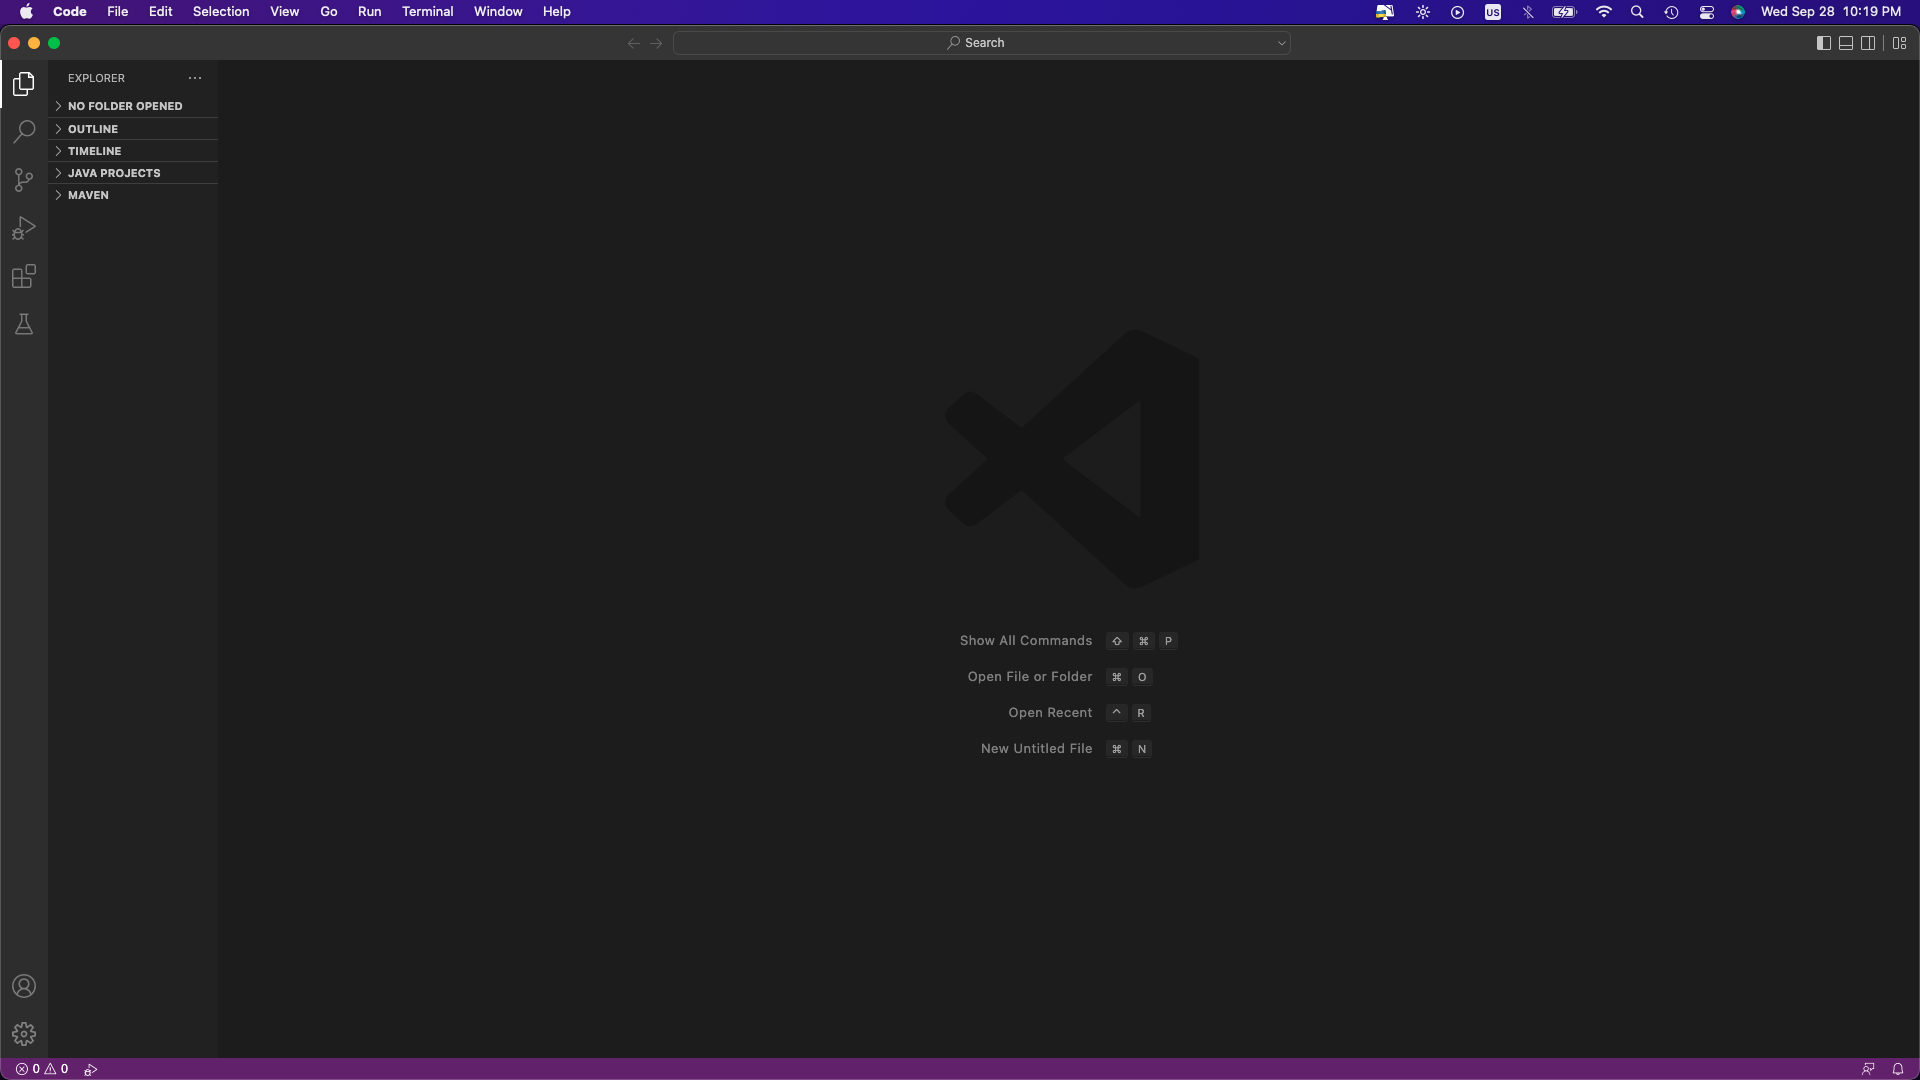 Code File Edit Selection View Go Run Terminal Window Help US Wed Sep 28 10:19 PM
Search
EXPLORER
NO FOLDER OPENED
OUTLINE
TIMELINE
JAVA PROJECTS
MAVEN
Show All Commands ⇧ ⌘ P
Open File or Folder ⌘ O
Open Recent ^ R
New Untitled File ⌘ N
0 0